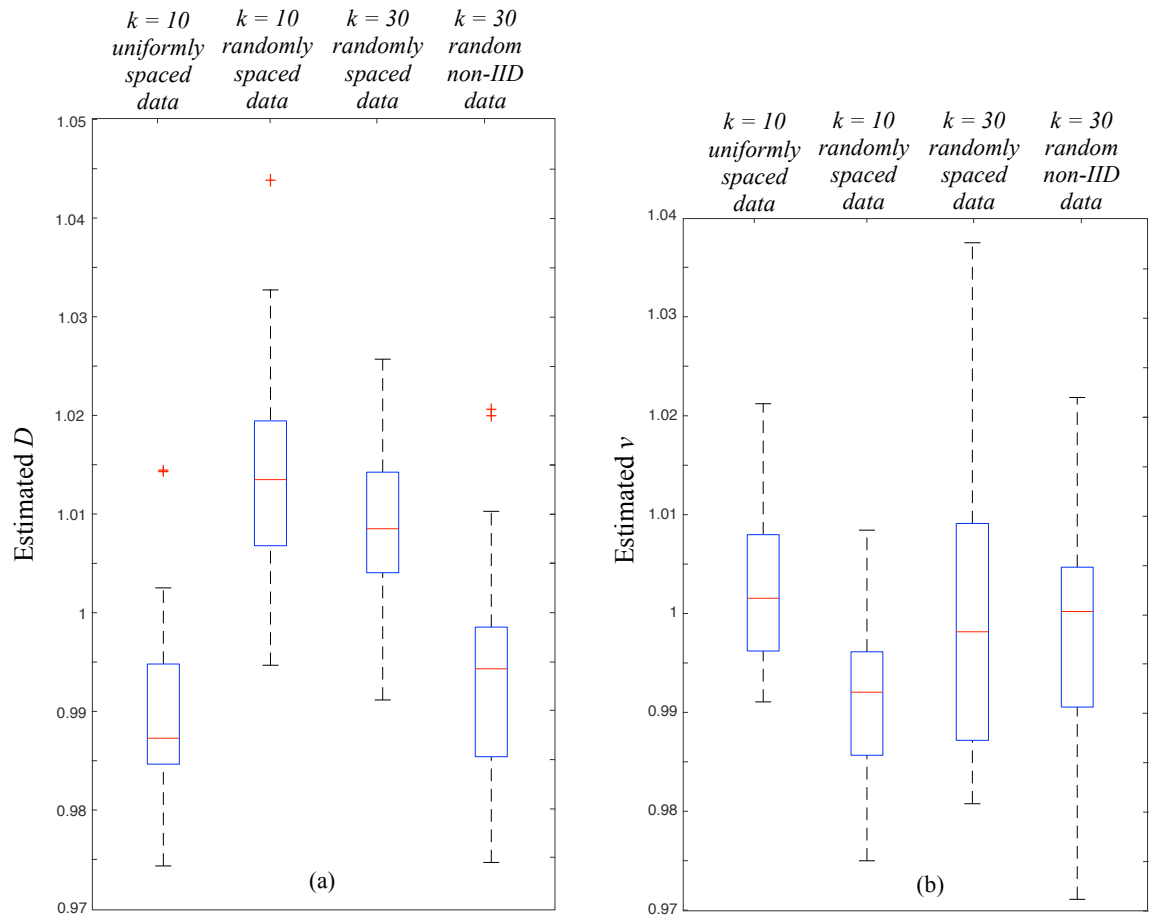 k = 10
uniformly
spaced
data
k = 10
randomly
spaced
data
k = 30
randomly
spaced
data
k = 30
random
non-IID
data
1.05
1.04
1.03
1.02
1.01
1
0.99
0.98
0.97
Estimated D
(a)
k = 10
uniformly
spaced
data
k = 10
randomly
spaced
data
k = 30
randomly
spaced
data
k = 30
random
non-IID
data
1.04
1.03
1.02
1.01
1
0.99
0.98
0.97
Estimated v
(b)